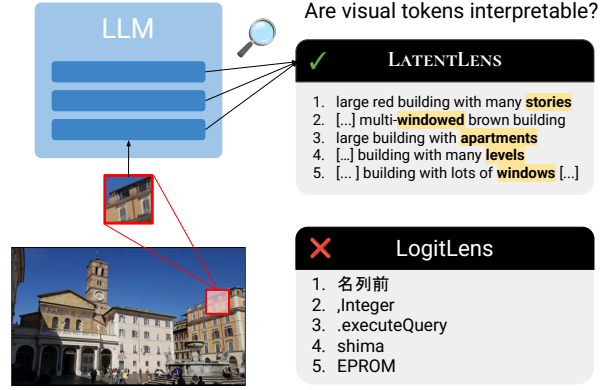 Are visual tokens interpretable?
LLM
✓ LATENTLENS
1. large red building with many stories
2. [...] multi-windowed brown building
3. large building with apartments
4. [...] building with many levels
5. [... ] building with lots of windows [...]
❌ LogitLens
1. 名列前
2. ,Integer
3. .executeQuery
4. shima
5. EPROM